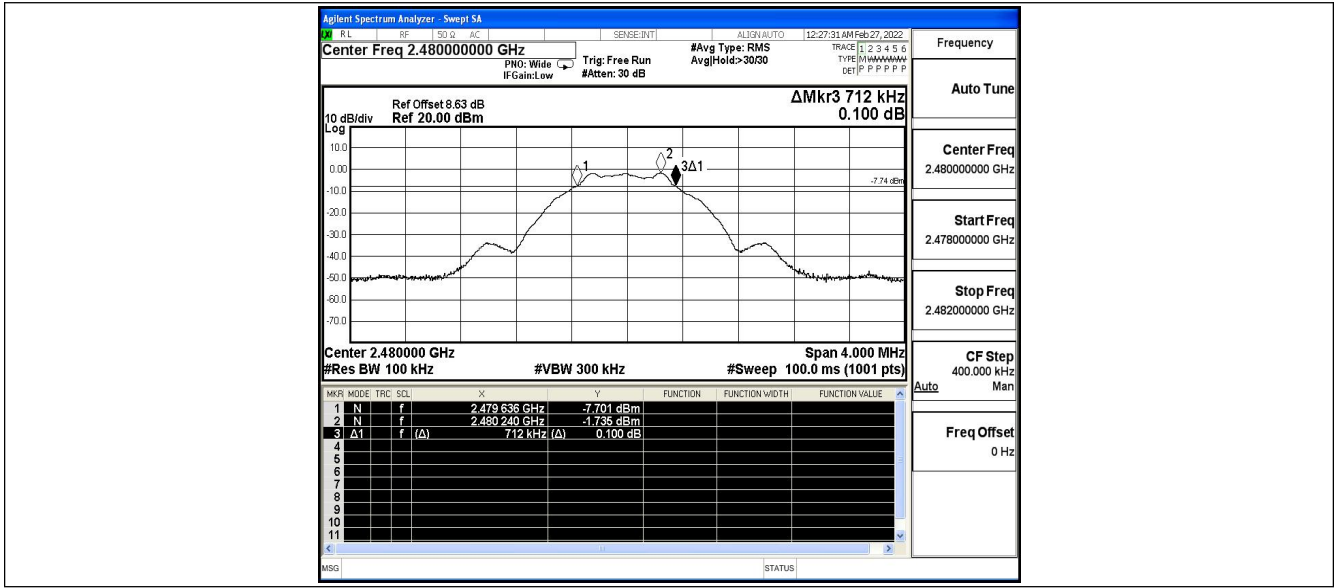 Agilent Spectrum Analyzer - Swept SA
LXI RL RF 50 Ω AC SENSE:INT ALIGN AUTO 12:27:31 AM Feb 27, 2022
Center Freq 2.480000000 GHz
PNO: Wide
IFGain:Low
Trig: Free Run
#Atten: 30 dB
#Avg Type: RMS
Avg|Hold:>30/30
TRACE 1 2 3 4 5 6
TYPE M W W W W W
DET P P P P P P
Ref Offset 8.63 dB
10 dB/div Ref 20.00 dBm
Log
ΔMkr3 712 kHz
0.100 dB
10.0
0.00
-10.0
-20.0
-30.0
-40.0
-50.0
-60.0
-70.0
1
2
3Δ1
-7.74 dBm
Center 2.480000 GHz Span 4.000 MHz
#Res BW 100 kHz #VBW 300 kHz #Sweep 100.0 ms (1001 pts)
MKR MODE TRC SCL X Y FUNCTION FUNCTION WIDTH FUNCTION VALUE
1 N f 2.479 636 GHz -7.701 dBm
2 N f 2.480 240 GHz -1.735 dBm
3 Δ1 f (Δ) 712 kHz (Δ) 0.100 dB
4
5
6
7
8
9
10
11
MSG STATUS
Frequency
Auto Tune
Center Freq
2.480000000 GHz
Start Freq
2.478000000 GHz
Stop Freq
2.482000000 GHz
CF Step
400.000 kHz
Auto Man
Freq Offset
0 Hz